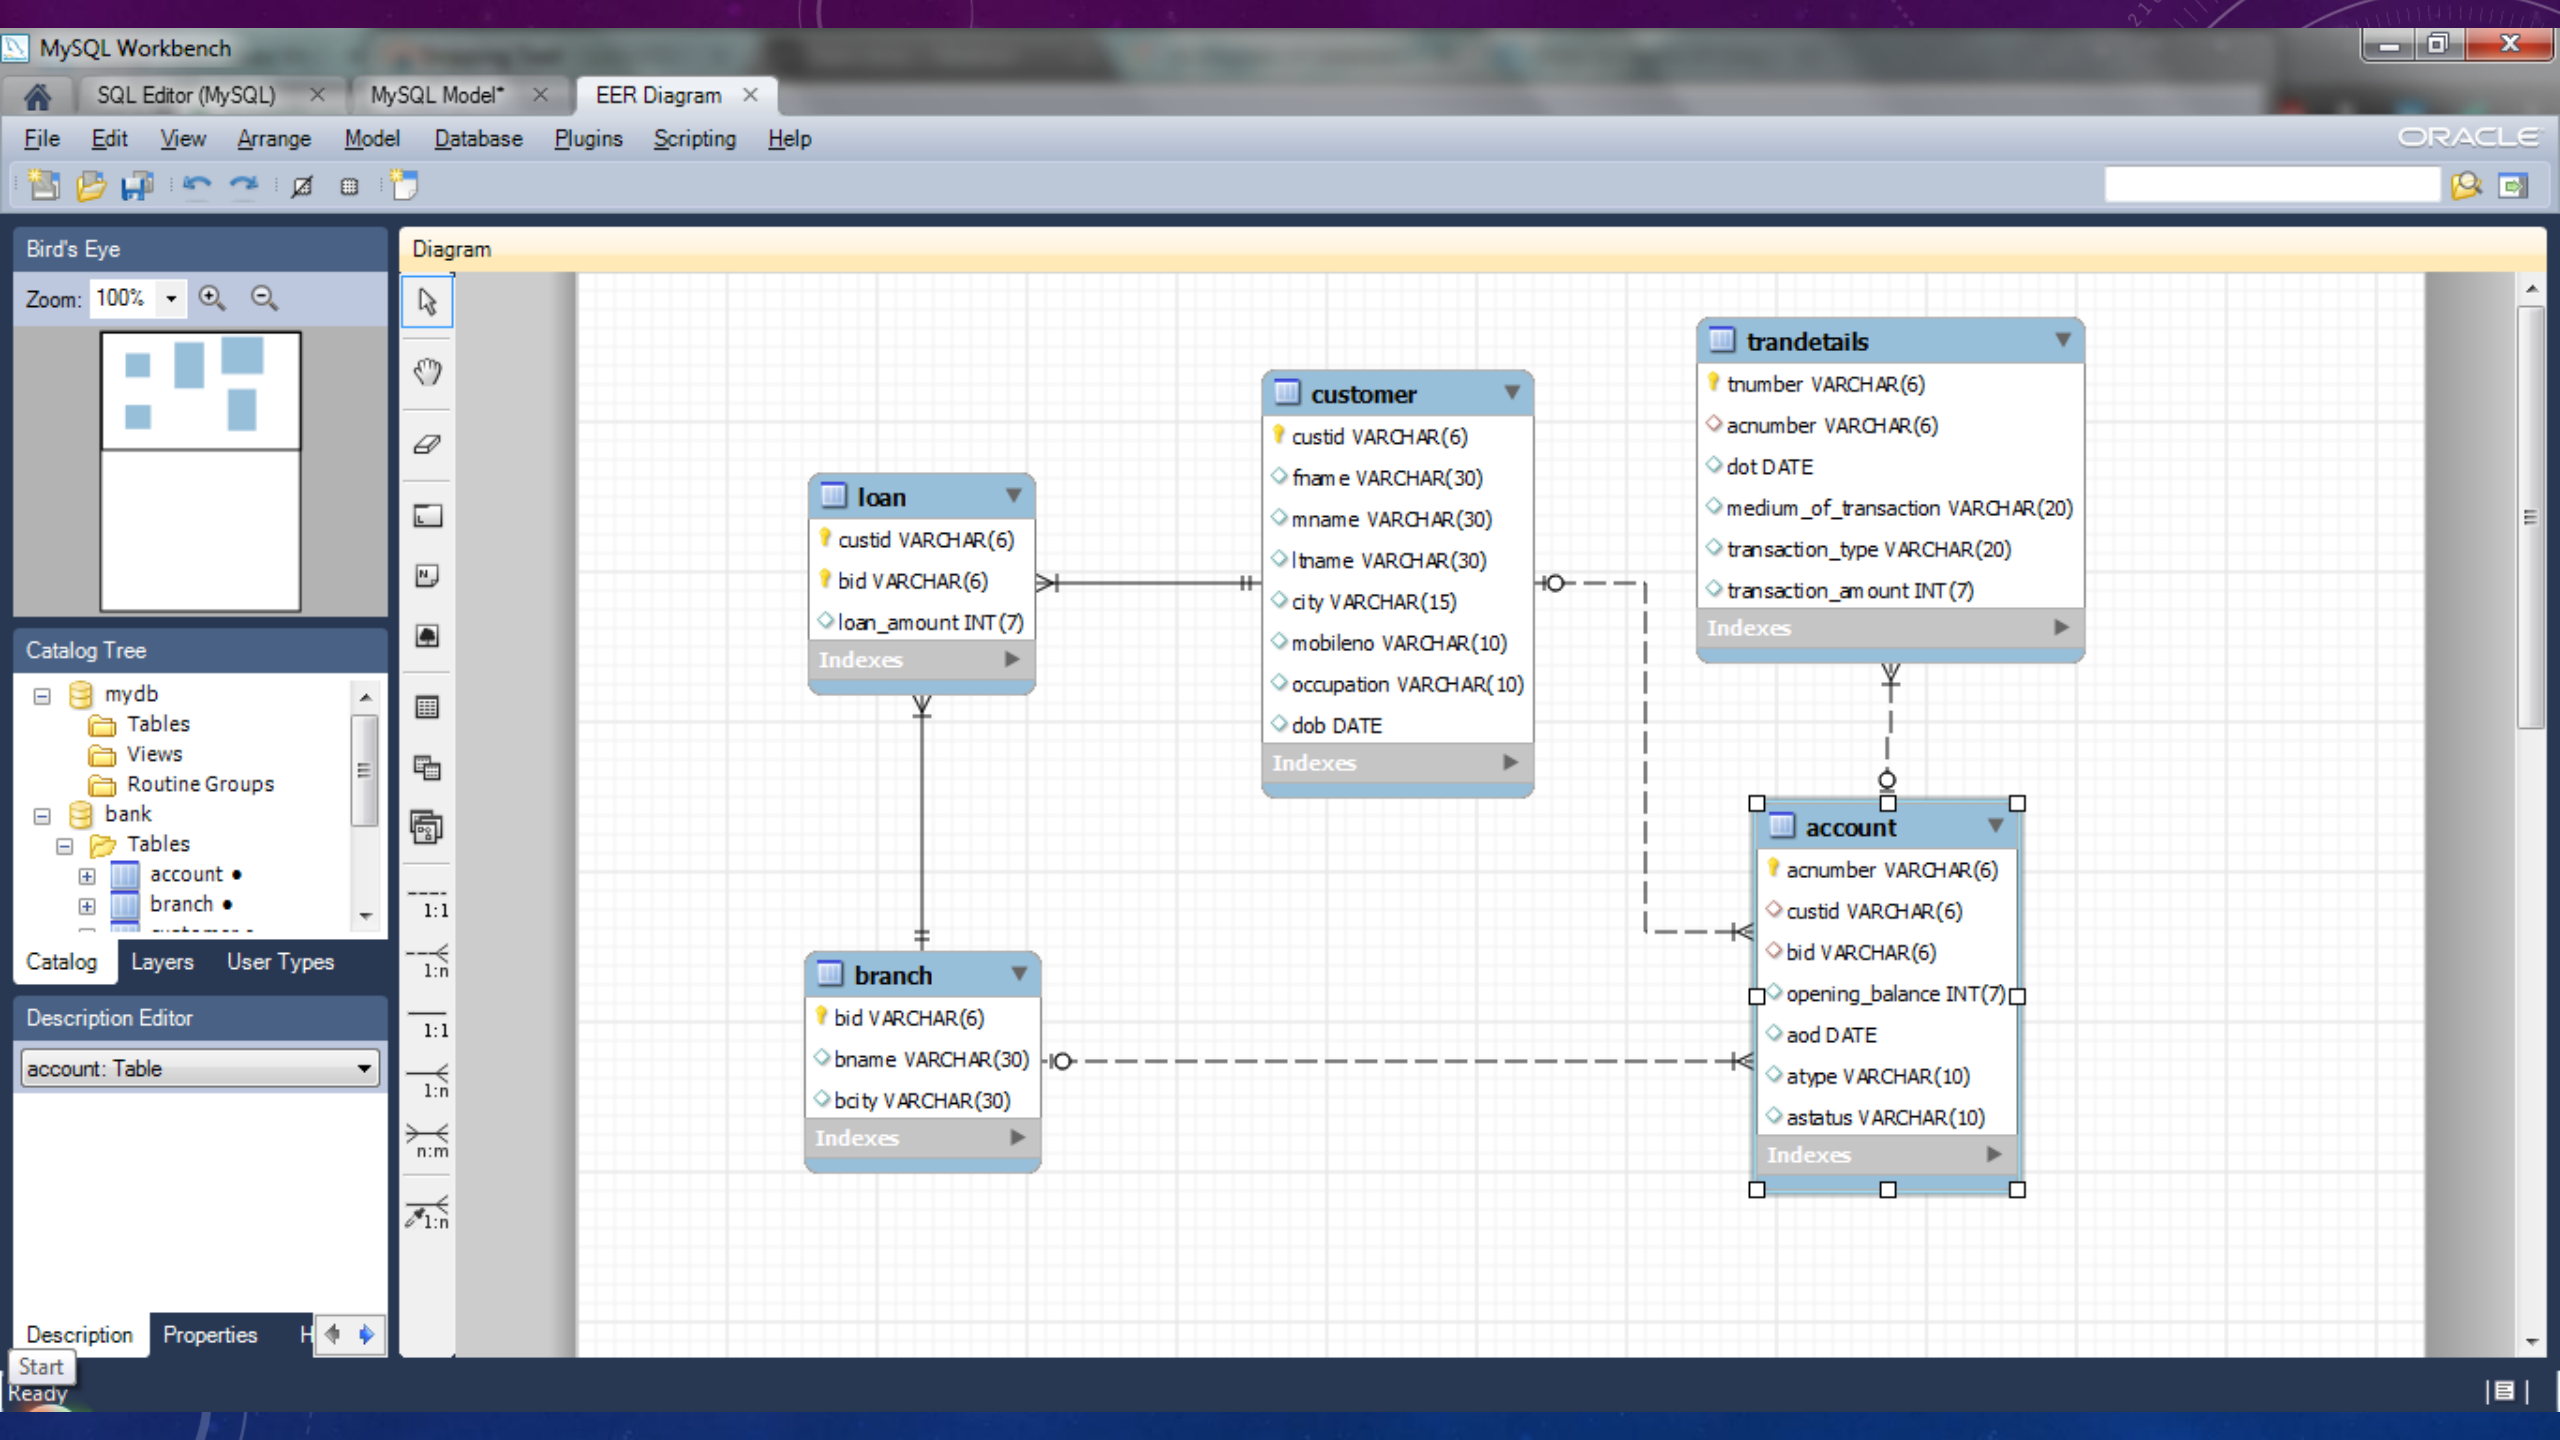 MySQL Workbench
SQL Editor (MySQL)
MySQL Model*
EER Diagram
File Edit View Arrange Model Database Plugins Scripting Help
ORACLE
Bird's Eye
Zoom: 100%
Catalog Tree
mydb
Tables
Views
Routine Groups
bank
Tables
account
branch
Catalog Layers User Types
Description Editor
account: Table
Description Properties H
Start
Ready
Diagram
1:1
1:n
1:1
1:n
n:m
1:n
loan
custid VARCHAR(6)
bid VARCHAR(6)
loan_amount INT(7)
Indexes
customer
custid VARCHAR(6)
fname VARCHAR(30)
mname VARCHAR(30)
ltname VARCHAR(30)
city VARCHAR(15)
mobileno VARCHAR(10)
occupation VARCHAR(10)
dob DATE
Indexes
trandetails
tnumber VARCHAR(6)
acnumber VARCHAR(6)
dot DATE
medium_of_transaction VARCHAR(20)
transaction_type VARCHAR(20)
transaction_amount INT(7)
Indexes
branch
bid VARCHAR(6)
bname VARCHAR(30)
bcity VARCHAR(30)
Indexes
account
acnumber VARCHAR(6)
custid VARCHAR(6)
bid VARCHAR(6)
opening_balance INT(7)
aod DATE
atype VARCHAR(10)
astatus VARCHAR(10)
Indexes